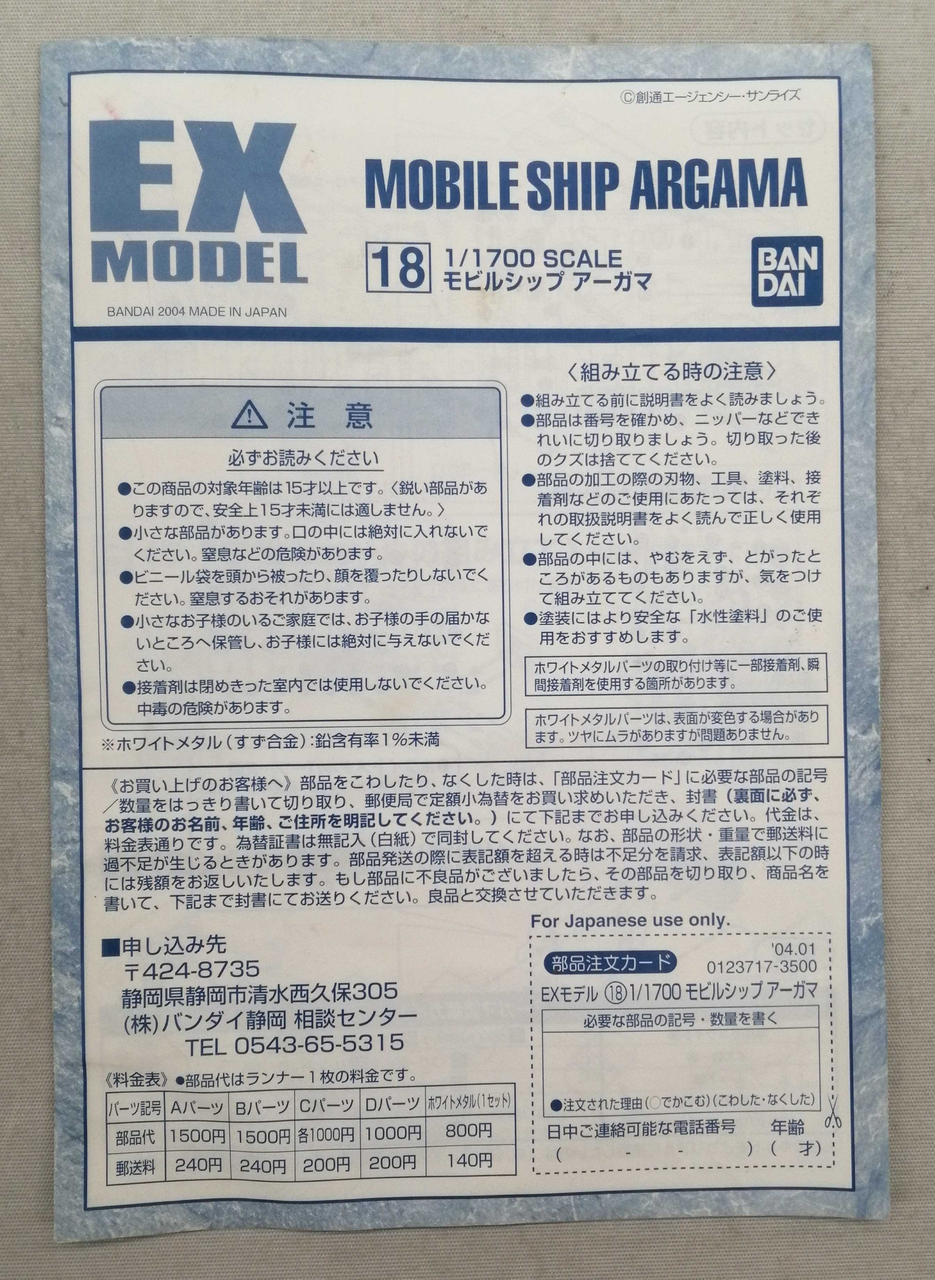 ©創通エージェンシー・サンライズ
EX
MODEL
BANDAI 2004 MADE IN JAPAN
MOBILE SHIP ARGAMA
18
1/1700 SCALE
モビルシップ アーガマ
BAN
DAI
⚠ 注 意
必ずお読みください
●この商品の対象年齢は15才以上です。〈鋭い部品があ
りますので、安全上15才未満には適しません。〉
●小さな部品があります。口の中には絶対に入れないで
ください。窒息などの危険があります。
●ビニール袋を頭から被ったり、顔を覆ったりしないでく
ださい。窒息するおそれがあります。
●小さなお子様のいるご家庭では、お子様の手の届かな
いところへ保管し、お子様には絶対に与えないでくだ
さい。
●接着剤は閉めきった室内では使用しないでください。
中毒の危険があります。
※ホワイトメタル(すず合金):鉛含有率1%未満
〈組み立てる時の注意〉
●組み立てる前に説明書をよく読みましょう。
●部品は番号を確かめ、ニッパーなどでき
れいに切り取りましょう。切り取った後
のクズは捨ててください。
●部品の加工の際の刃物、工具、塗料、接
着剤などのご使用にあたっては、それぞ
れの取扱説明書をよく読んで正しく使用
してください。
●部品の中には、やむをえず、とがったと
ころがあるものもありますが、気をつけ
て組み立ててください。
●塗装にはより安全な「水性塗料」のご使
用をおすすめします。
ホワイトメタルパーツの取り付け等に一部接着剤、瞬
間接着剤を使用する箇所があります。
ホワイトメタルパーツは、表面が変色する場合があり
ます。ツヤにムラがありますが問題ありません。
《お買い上げのお客様へ》部品をこわしたり、なくした時は、「部品注文カード」に必要な部品の記号
/数量をはっきり書いて切り取り、郵便局で定額小為替をお買い求めいただき、封書(裏面に必ず、
お客様のお名前、年齢、ご住所を明記してください。)にて下記までお申し込みください。代金は、
料金表通りです。為替証書は無記入(白紙)で同封してください。なお、部品の形状・重量で郵送料に
過不足が生じるときがあります。部品発送の際に表記額を超える時は不足分を請求、表記額以下の時
には残額をお返しいたします。もし部品に不良品がございましたら、その部品を切り取り、商品名を
書いて、下記まで封書にてお送りください。良品と交換させていただきます。
■申し込み先
〒424-8735
静岡県静岡市清水西久保305
(株)バンダイ静岡 相談センター
TEL 0543-65-5315
《料金表》●部品代はランナー1枚の料金です。
パーツ記号 Aパーツ Bパーツ Cパーツ Dパーツ ホワイトメタル(1セット)
部品代 1500円 1500円 各1000円 1000円 800円
郵送料 240円 240円 200円 200円 140円
For Japanese use only.
部品注文カード
'04.01
0123717-3500
EXモデル ⑱1/1700 モビルシップ アーガマ
必要な部品の記号・数量を書く
●注文された理由(○でかこむ)(こわした・なくした)
日中ご連絡可能な電話番号 年齢
( - - ) ( 才)